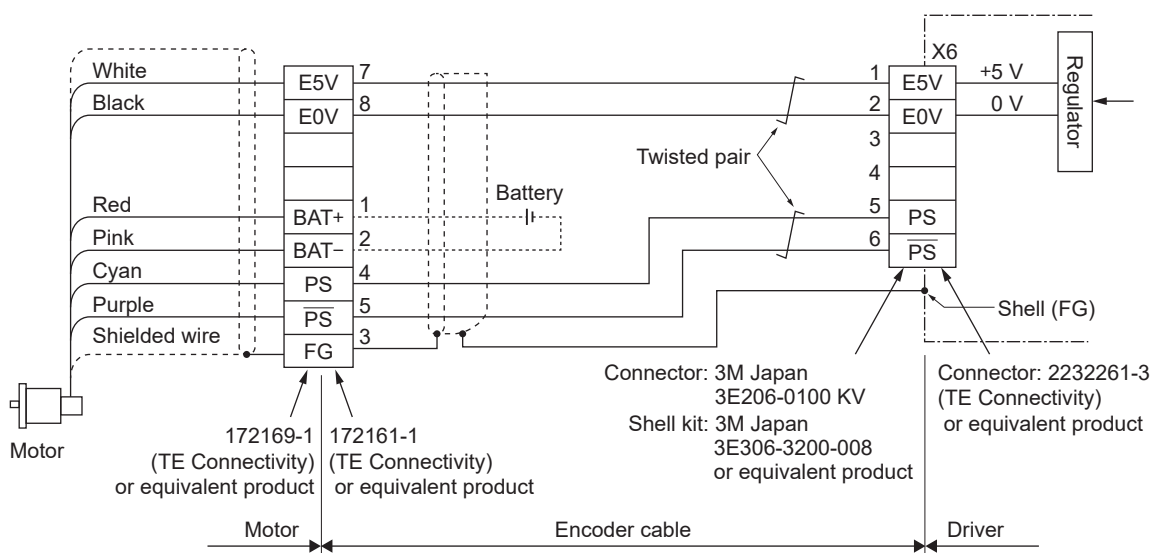 White
Black
Red
Pink
Cyan
Purple
Shielded wire
Motor
E5V
E0V
BAT+
BAT−
PS
P̅S̅
FG
7
8
1
2
4
5
3
Battery
Twisted pair
1
2
3
4
5
6
X6
E5V
E0V
PS
P̅S̅
+5 V
0 V
Regulator
Shell (FG)
172169-1
(TE Connectivity)
or equivalent product
172161-1
(TE Connectivity)
or equivalent product
Connector: 3M Japan
3E206-0100 KV
Shell kit: 3M Japan
3E306-3200-008
or equivalent product
Connector: 2232261-3
(TE Connectivity)
or equivalent product
Motor
Encoder cable
Driver